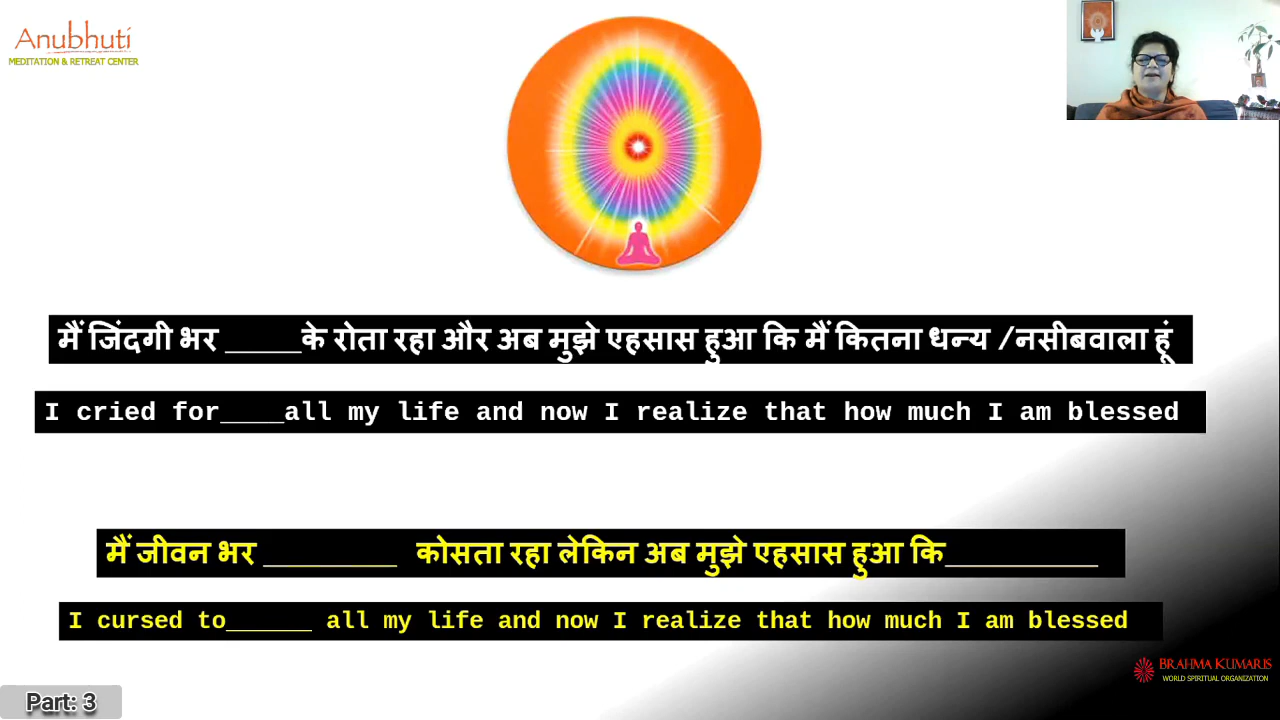 Anubhuti
MEDITATION & RETREAT CENTER
मैं जिंदगी भर _____के रोता रहा और अब मुझे एहसास हुआ कि मैं कितना धन्य /नसीबवाला हूं
I cried for____all my life and now I realize that how much I am blessed
मैं जीवन भर _________ कोसता रहा लेकिन अब मुझे एहसास हुआ कि__________
I cursed to______ all my life and now I realize that how much I am blessed
BRAHMA KUMARIS
WORLD SPIRITUAL ORGANIZATION
Part: 3